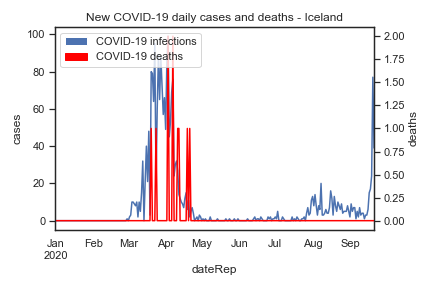 New COVID-19 daily cases and deaths - Iceland
COVID-19 infections
COVID-19 deaths
100
80
60
40
20
0
cases
2.00
1.75
1.50
1.25
1.00
0.75
0.50
0.25
0.00
deaths
Jan Feb Mar Apr May Jun Jul Aug Sep
2020
dateRep